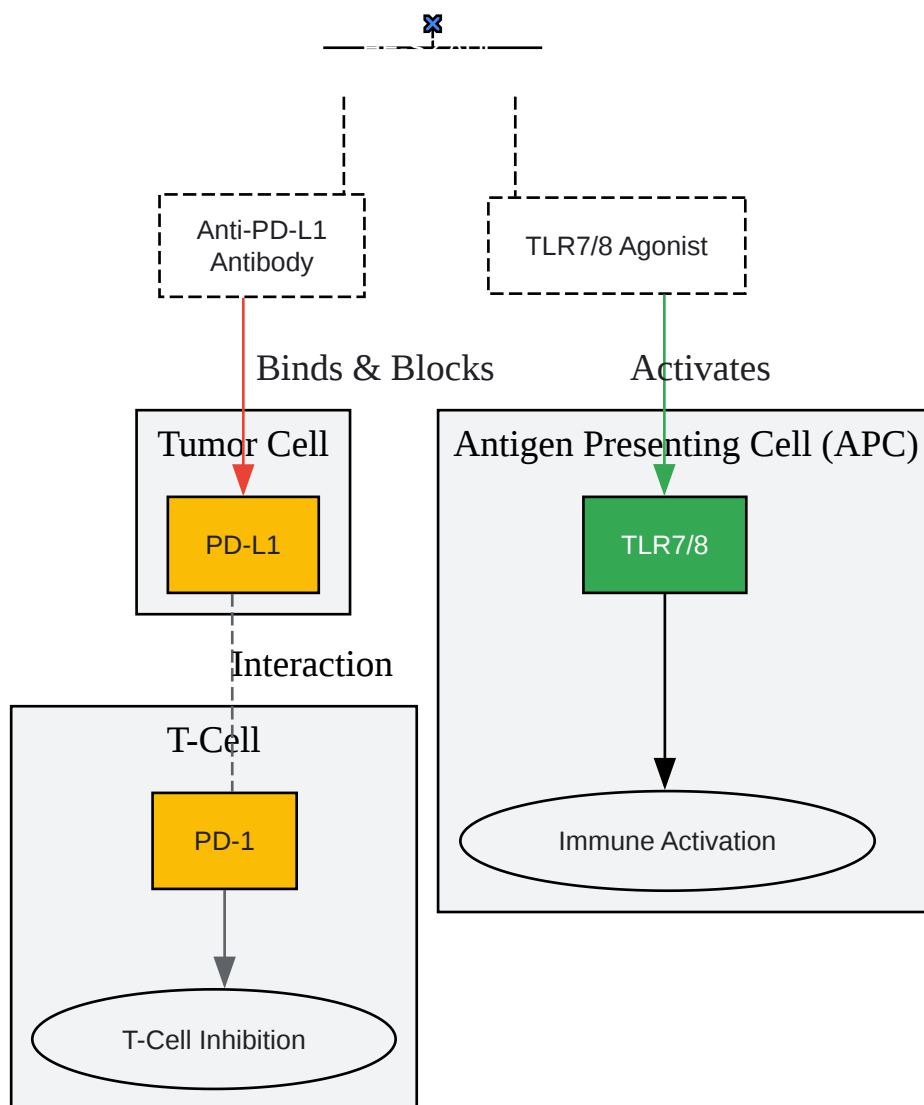 Anti-PD-L1
Antibody
TLR7/8 Agonist
Binds & Blocks
Activates
Tumor Cell
Antigen Presenting Cell (APC)
PD-L1
TLR7/8
Interaction
T-Cell
PD-1
Immune Activation
T-Cell Inhibition